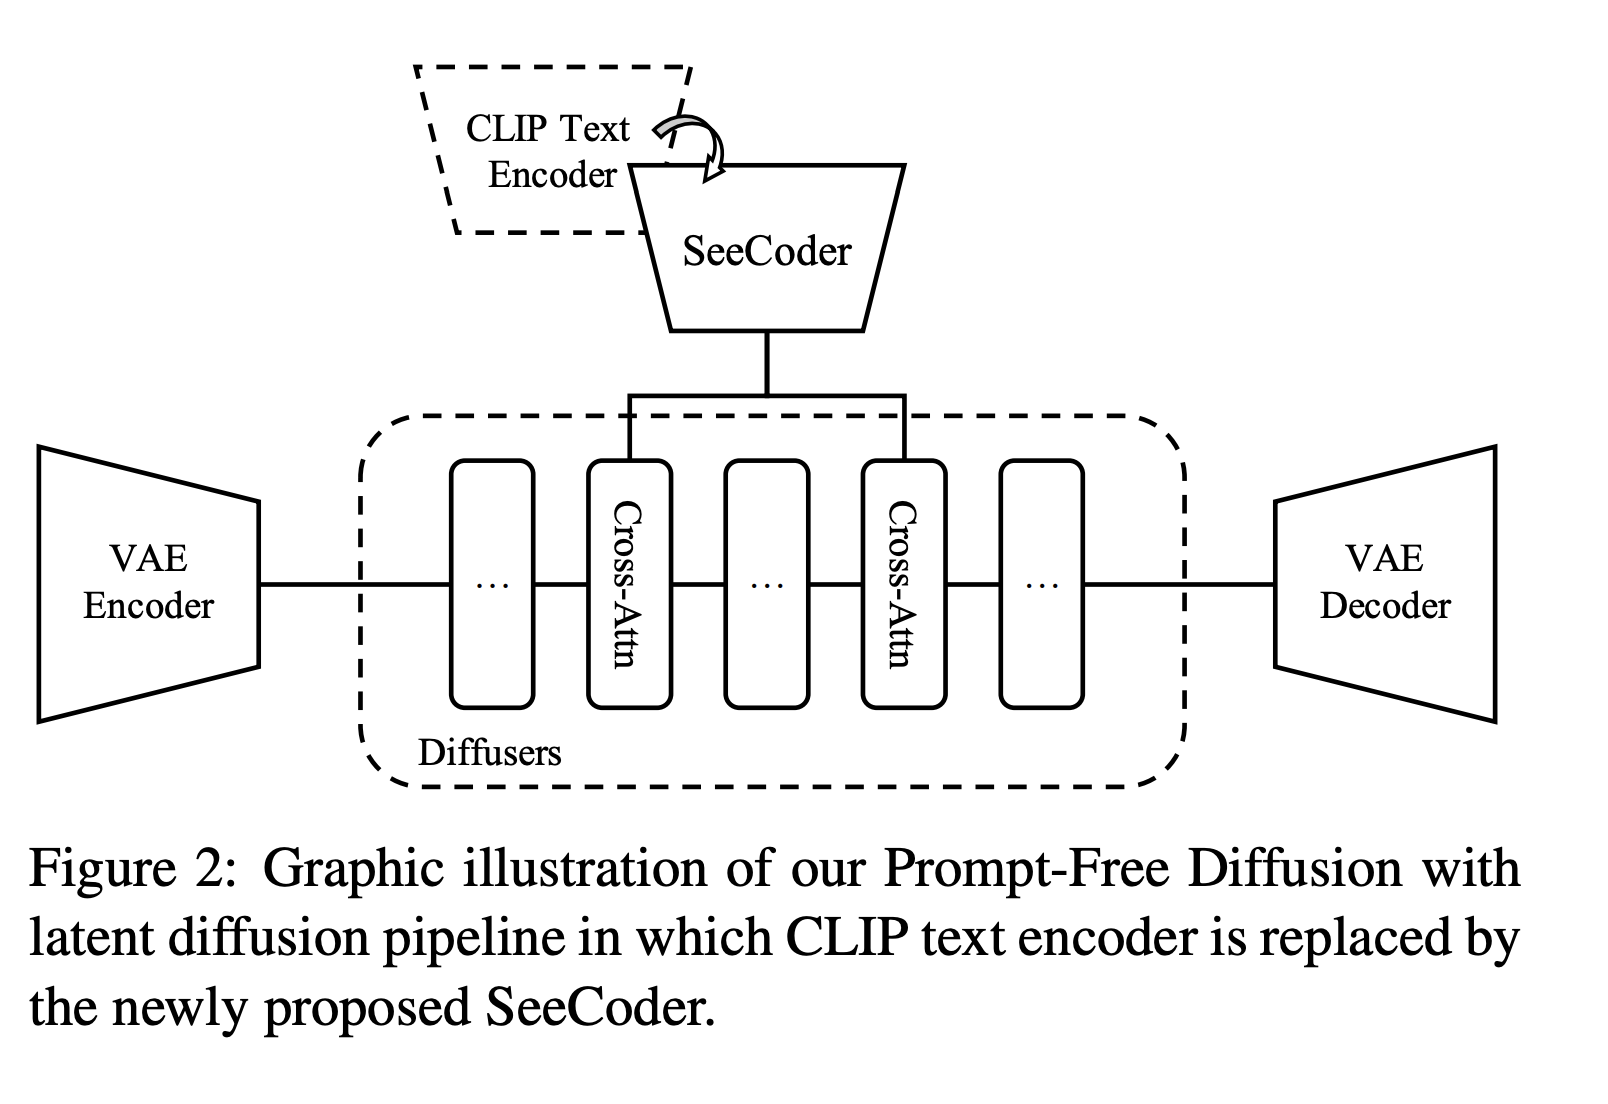 CLIP Text
Encoder
SeeCoder
VAE
Encoder
...
Cross-Attn
...
Cross-Attn
...
VAE
Decoder
Diffusers
Figure 2: Graphic illustration of our Prompt-Free Diffusion with
latent diffusion pipeline in which CLIP text encoder is replaced by
the newly proposed SeeCoder.